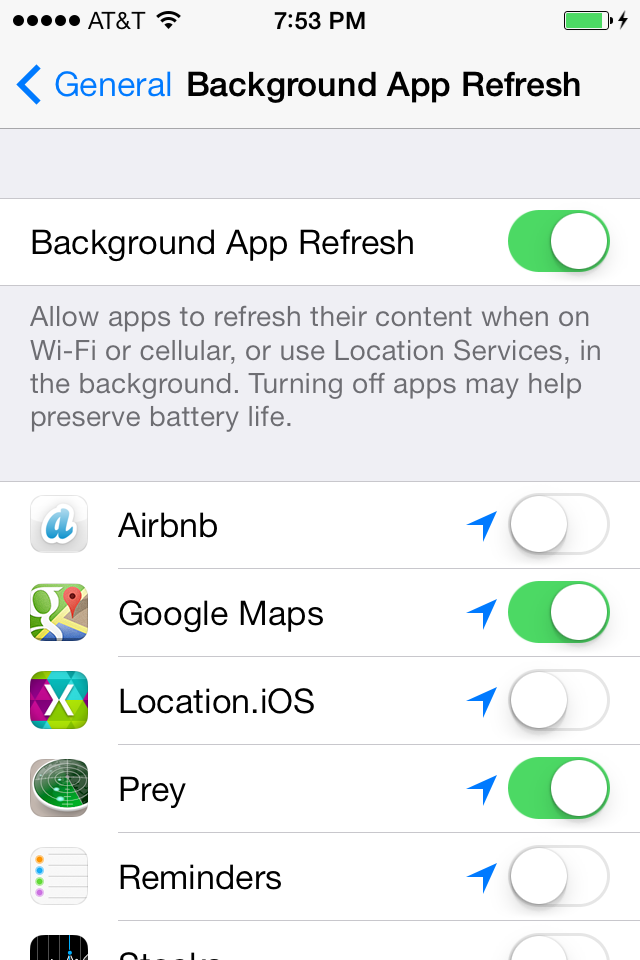 AT&T 7:53 PM
General Background App Refresh
Background App Refresh
Allow apps to refresh their content when on
Wi-Fi or cellular, or use Location Services, in
the background. Turning off apps may help
preserve battery life.
Airbnb
Google Maps
Location.iOS
Prey
Reminders
Stocks